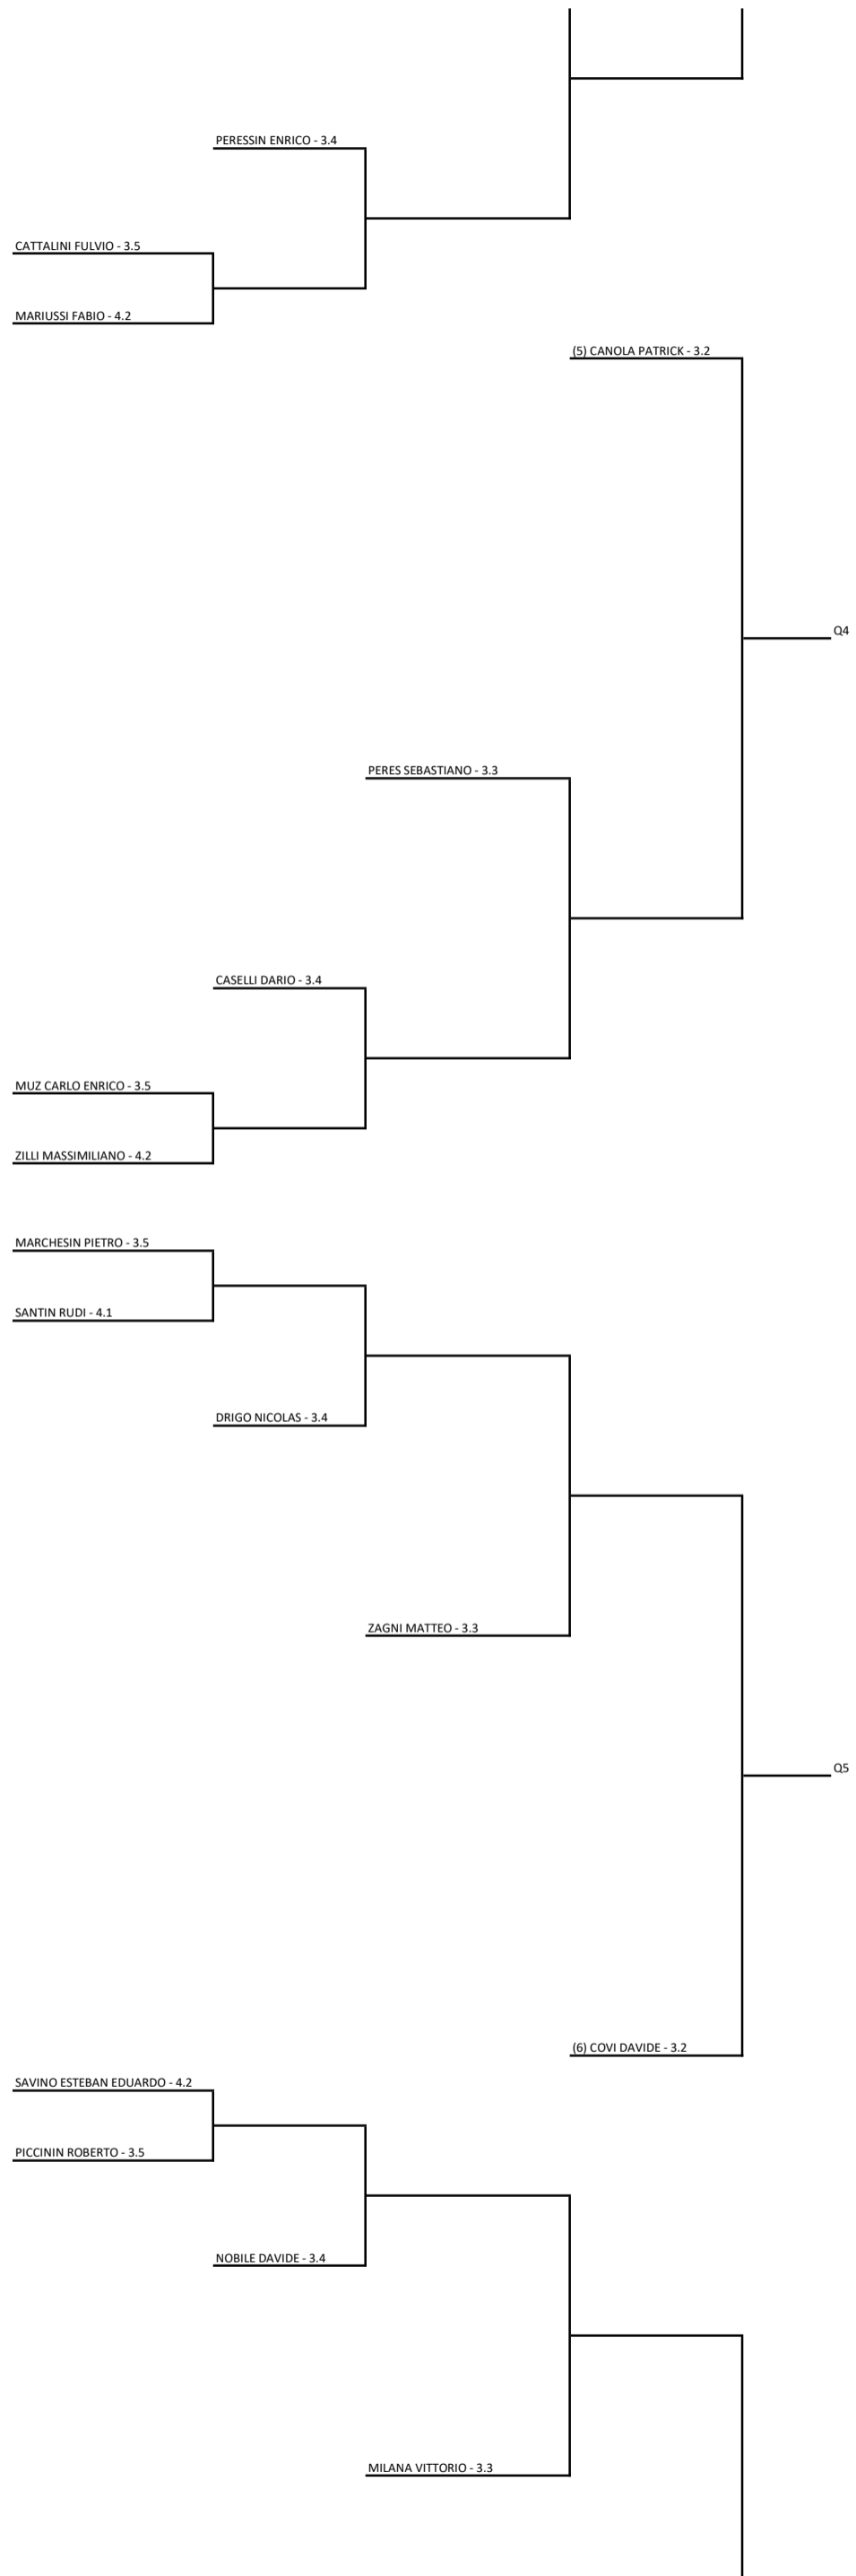 PERESSIN ENRICO - 3.4
CATTALINI FULVIO - 3.5
MARIUSSI FABIO - 4.2
(5) CANOLA PATRICK - 3.2
Q4
PERES SEBASTIANO - 3.3
CASELLI DARIO - 3.4
MUZ CARLO ENRICO - 3.5
ZILLI MASSIMILIANO - 4.2
MARCHESIN PIETRO - 3.5
SANTIN RUDI - 4.1
DRIGO NICOLAS - 3.4
ZAGNI MATTEO - 3.3
Q5
(6) COVI DAVIDE - 3.2
SAVINO ESTEBAN EDUARDO - 4.2
PICCININ ROBERTO - 3.5
NOBILE DAVIDE - 3.4
MILANA VITTORIO - 3.3